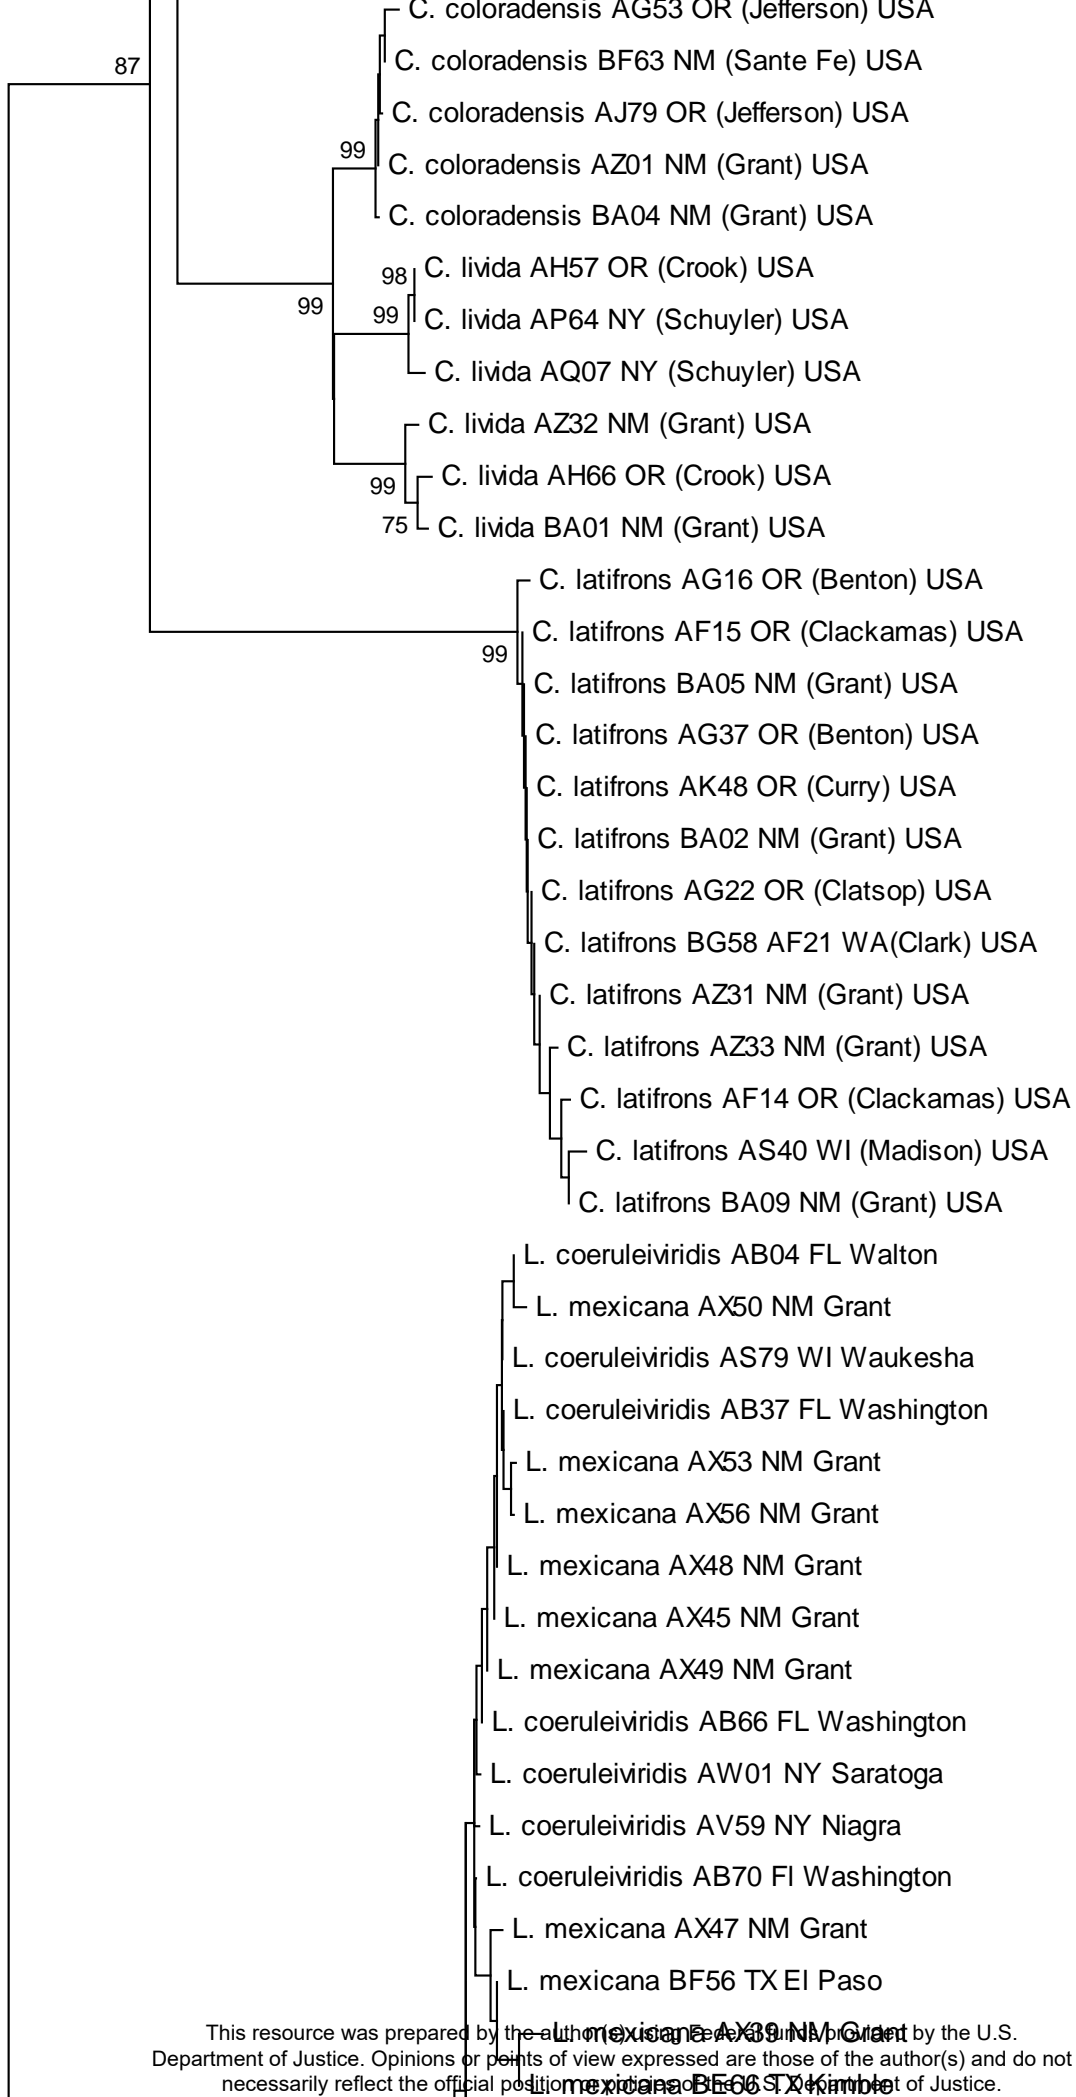 C. coloradensis AG53 OR (Jefferson) USA
87
C. coloradensis BF63 NM (Sante Fe) USA
C. coloradensis AJ79 OR (Jefferson) USA
99
C. coloradensis AZ01 NM (Grant) USA
C. coloradensis BA04 NM (Grant) USA
98
C. livida AH57 OR (Crook) USA
99
99
C. livida AP64 NY (Schuyler) USA
C. livida AQ07 NY (Schuyler) USA
C. livida AZ32 NM (Grant) USA
99
C. livida AH66 OR (Crook) USA
75
C. livida BA01 NM (Grant) USA
C. latifrons AG16 OR (Benton) USA
C. latifrons AF15 OR (Clackamas) USA
99
C. latifrons BA05 NM (Grant) USA
C. latifrons AG37 OR (Benton) USA
C. latifrons AK48 OR (Curry) USA
C. latifrons BA02 NM (Grant) USA
C. latifrons AG22 OR (Clatsop) USA
C. latifrons BG58 AF21 WA(Clark) USA
C. latifrons AZ31 NM (Grant) USA
C. latifrons AZ33 NM (Grant) USA
C. latifrons AF14 OR (Clackamas) USA
C. latifrons AS40 WI (Madison) USA
C. latifrons BA09 NM (Grant) USA
L. coeruleiviridis AB04 FL Walton
L. mexicana AX50 NM Grant
L. coeruleiviridis AS79 WI Waukesha
L. coeruleiviridis AB37 FL Washington
L. mexicana AX53 NM Grant
L. mexicana AX56 NM Grant
L. mexicana AX48 NM Grant
L. mexicana AX45 NM Grant
L. mexicana AX49 NM Grant
L. coeruleiviridis AB66 FL Washington
L. coeruleiviridis AW01 NY Saratoga
L. coeruleiviridis AV59 NY Niagra
L. coeruleiviridis AB70 Fl Washington
L. mexicana AX47 NM Grant
L. mexicana BF56 TX El Paso
L. mexicana AX39 NM Grant
This resource was prepared by the author(s) using Federal funds provided by the U.S.
Department of Justice. Opinions or points of view expressed are those of the author(s) and do not
L. mexicana BE66 TX Kimble
necessarily reflect the official position or policies of the U.S. Department of Justice.